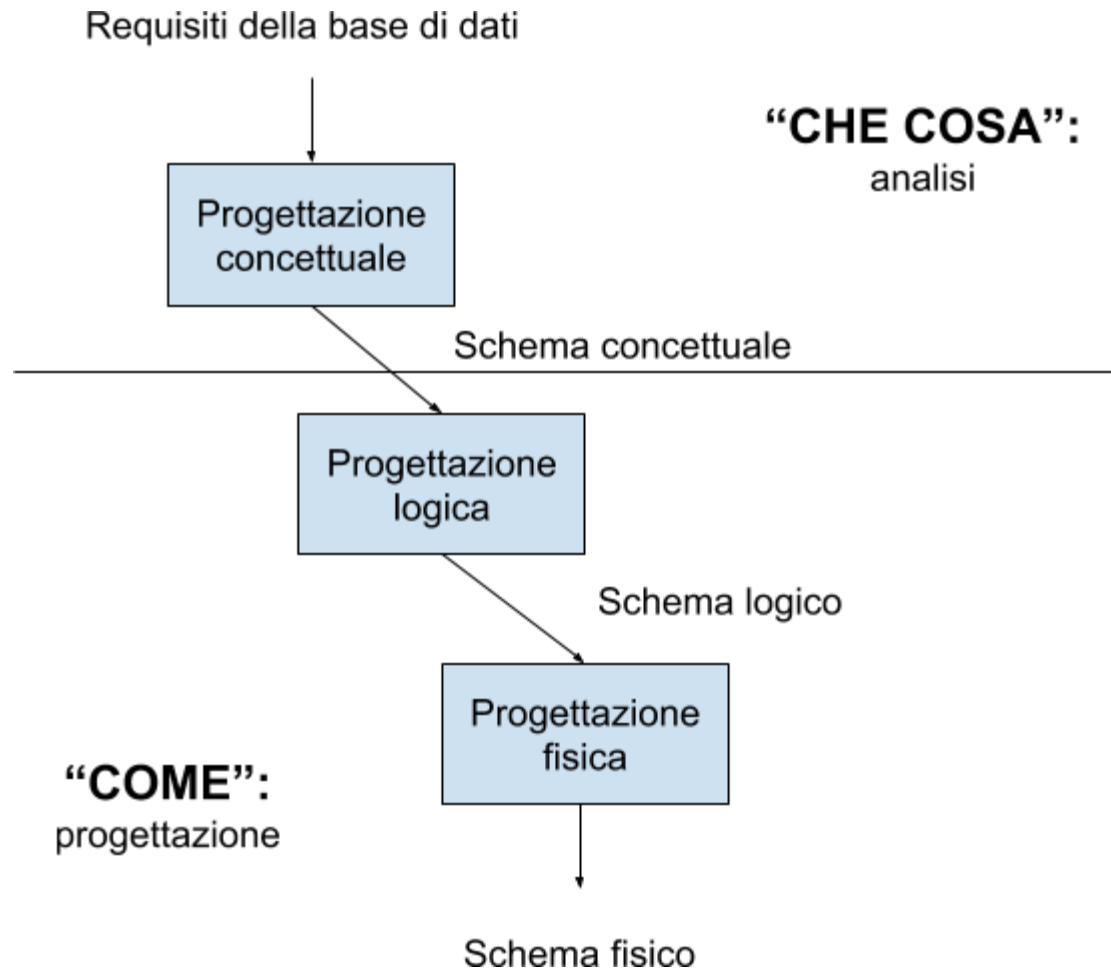 Requisiti della base di dati
“CHE COSA”:
analisi
Progettazione
concettuale
Schema concettuale
Progettazione
logica
Schema logico
Progettazione
fisica
“COME”:
progettazione
Schema fisico